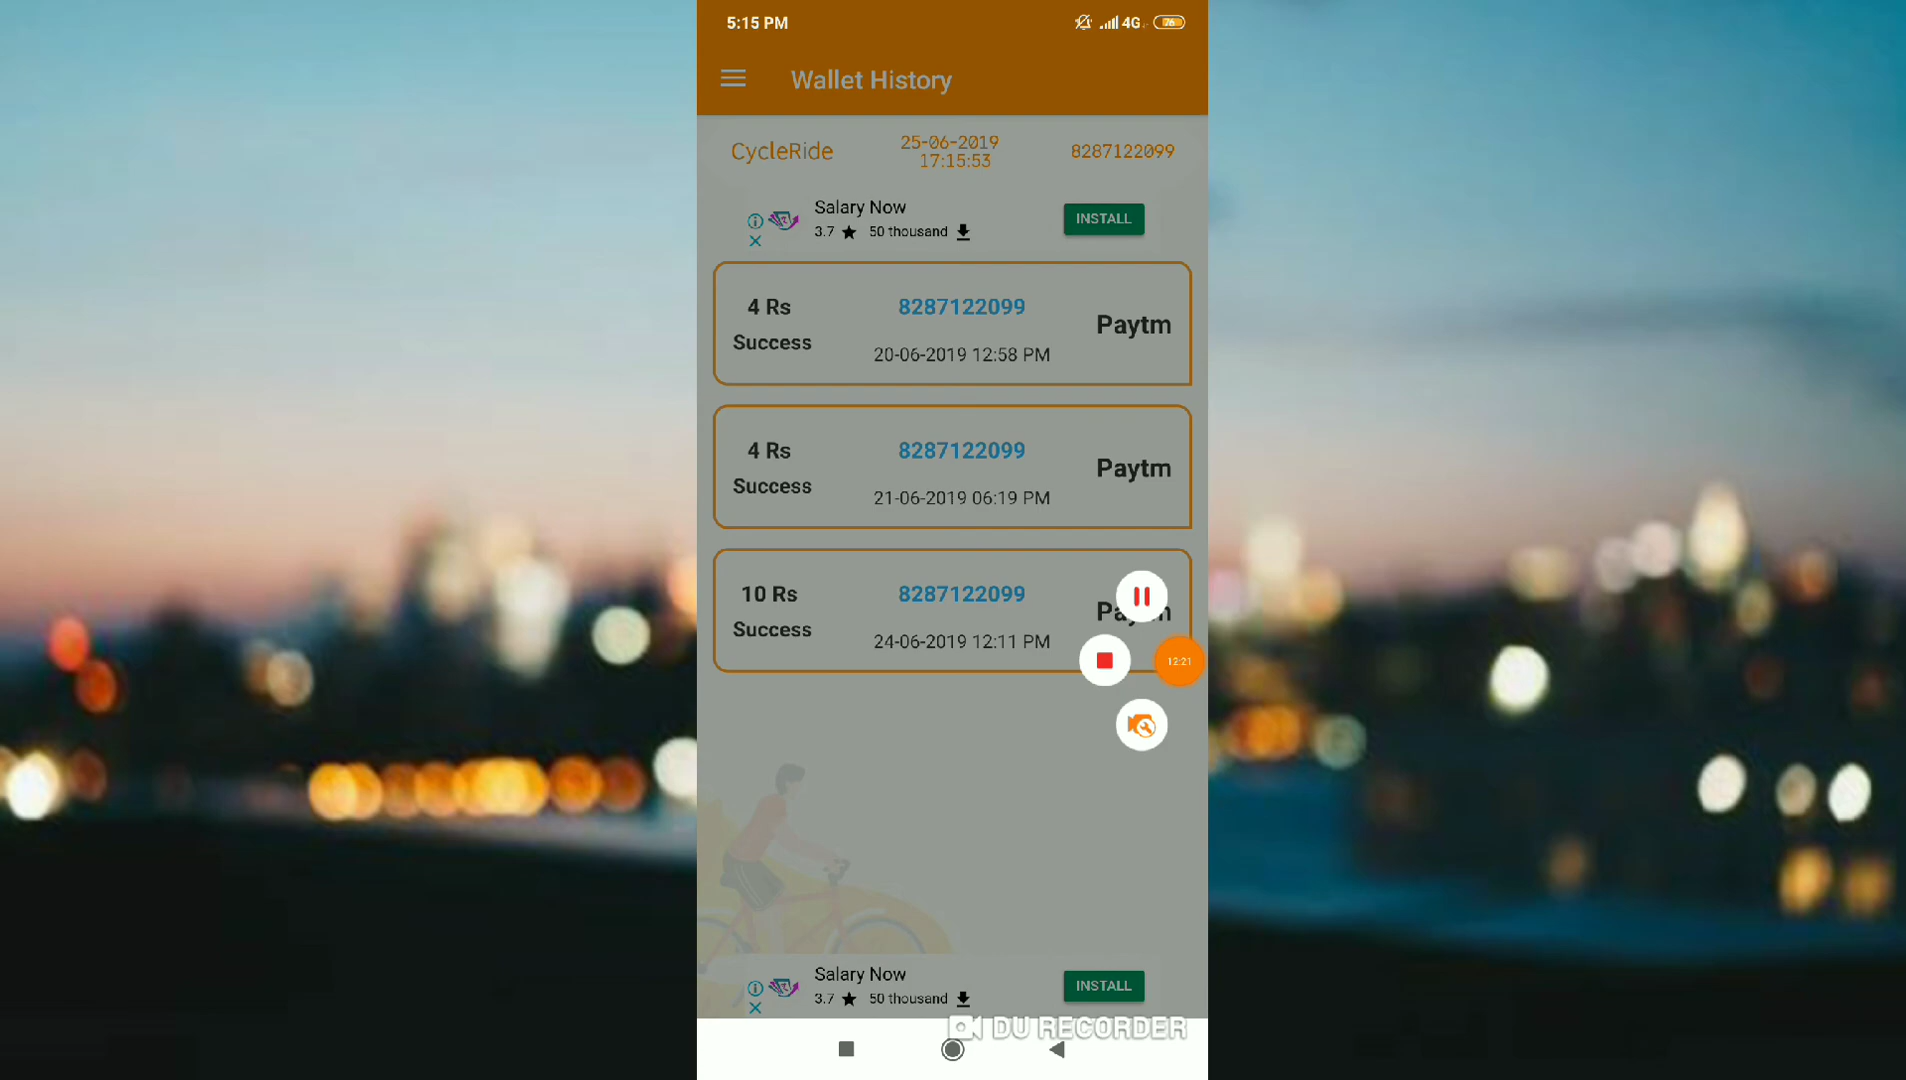 5:15 PM
4G
76
Wallet History
CycleRide
25-06-2019
17:15:53
8287122099
Salary Now
3.7 ★ 50 thousand
INSTALL
4 Rs
Success
8287122099
20-06-2019 12:58 PM
Paytm
4 Rs
Success
8287122099
21-06-2019 06:19 PM
Paytm
10 Rs
Success
8287122099
24-06-2019 12:11 PM
12:21
Salary Now
3.7 ★ 50 thousand
INSTALL
DU RECORDER